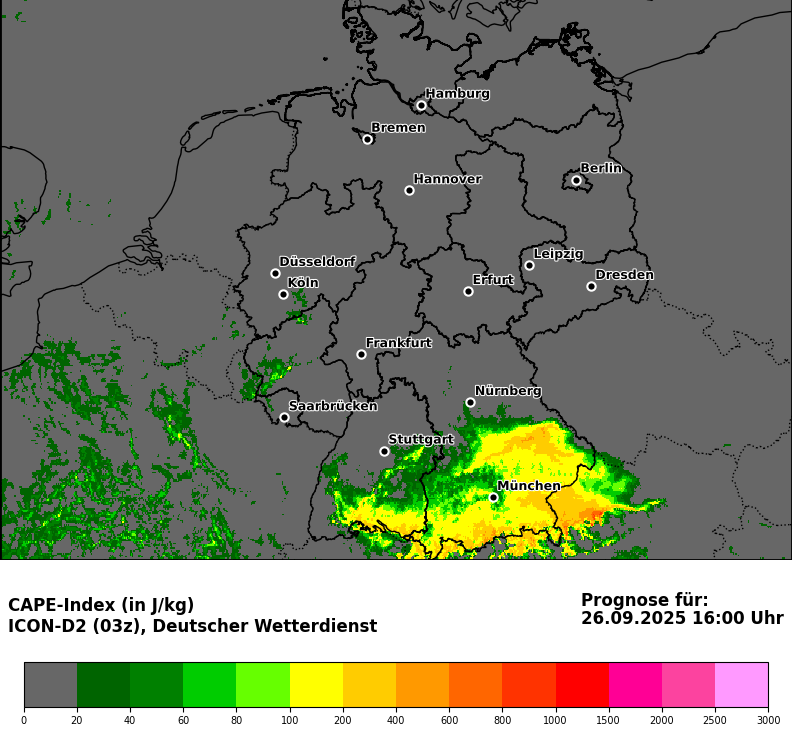 Hamburg
Bremen
Berlin
Hannover
Leipzig
Düsseldorf
Dresden
Köln
Erfurt
Frankfurt
Nürnberg
Saarbrücken
Stuttgart
München
CAPE-Index (in J/kg)
ICON-D2 (03z), Deutscher Wetterdienst
Prognose für:
26.09.2025 16:00 Uhr
0 20 40 60 80 100 200 400 600 800 1000 1500 2000 2500 3000